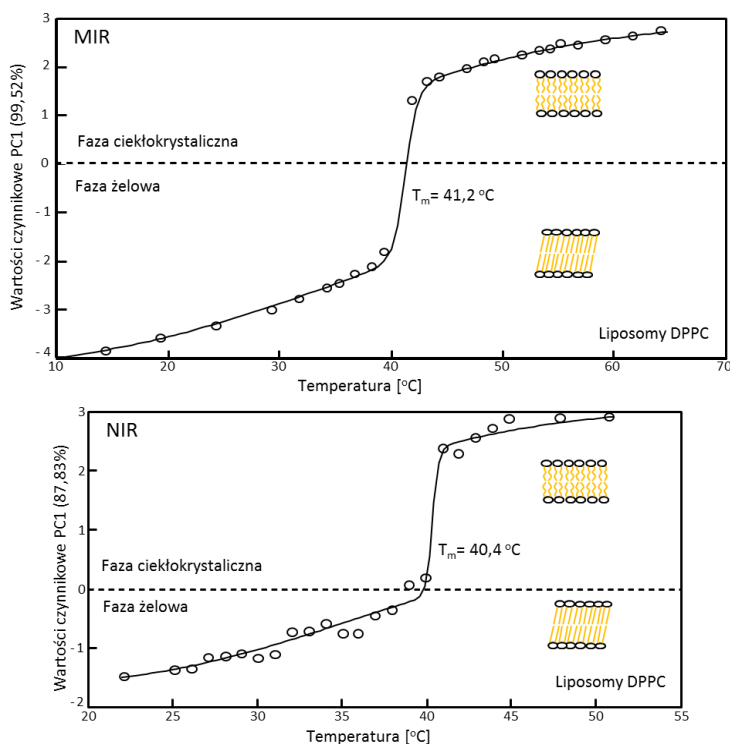 MIR
Wartości czynnikowe PC1 (99,52%)
3
2
1
0
- 1
- 2
- 3
- 4
Faza ciekłokrystaliczna
Faza żelowa
Tm= 41,2 °C
Liposomy DPPC
10 20 30 40 50 60 70
Temperatura [°C]
NIR
Wartości czynnikowe PC1 (87,83%)
3
2
1
0
- 1
-2
Faza ciekłokrystaliczna
Faza żelowa
Tm= 40,4 °C
Liposomy DPPC
20 25 30 35 40 45 50 55
Temperatura [°C]